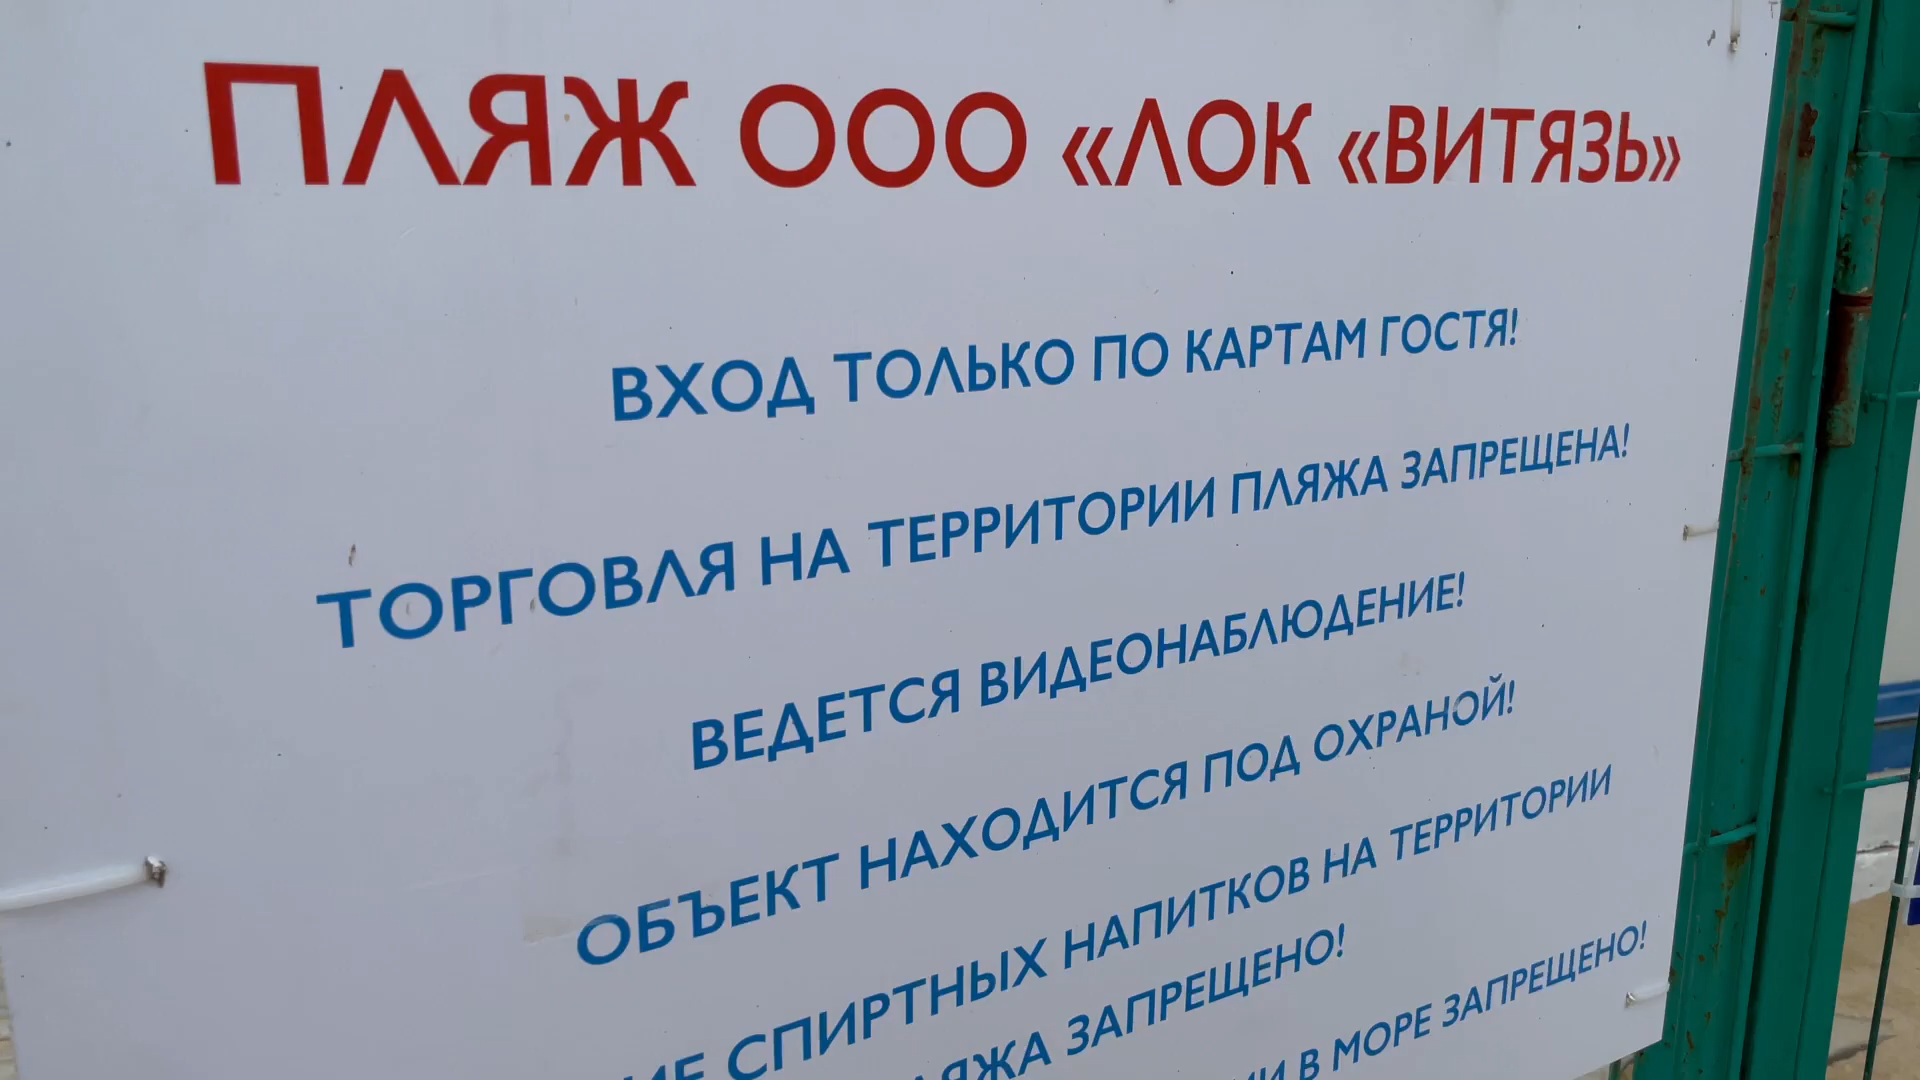 ПЛЯЖ ООО «ЛОК «ВИТЯЗЬ»
ВХОД ТОЛЬКО ПО КАРТАМ ГОСТЯ!
ТОРГОВЛЯ НА ТЕРРИТОРИИ ПЛЯЖА ЗАПРЕЩЕНА!
ВЕДЕТСЯ ВИДЕОНАБЛЮДЕНИЕ!
ОБЪЕКТ НАХОДИТСЯ ПОД ОХРАНОЙ!
СПИРТНЫХ НАПИТКОВ НА ТЕРРИТОРИИ
ПЛЯЖА ЗАПРЕЩЕНО!
В МОРЕ ЗАПРЕЩЕНО!